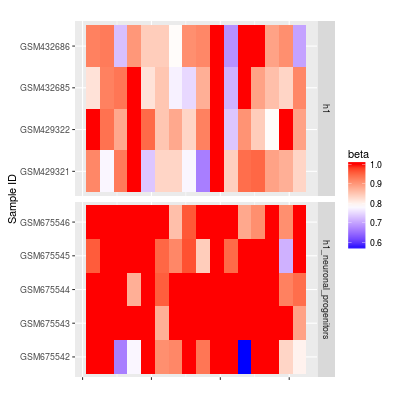 GSM432686
GSM432685
GSM429322
GSM429321
h1
GSM675546
GSM675545
GSM675544
GSM675543
GSM675542
h1_neuronal_progenitors
Sample ID
beta
1.0
0.9
0.8
0.7
0.6